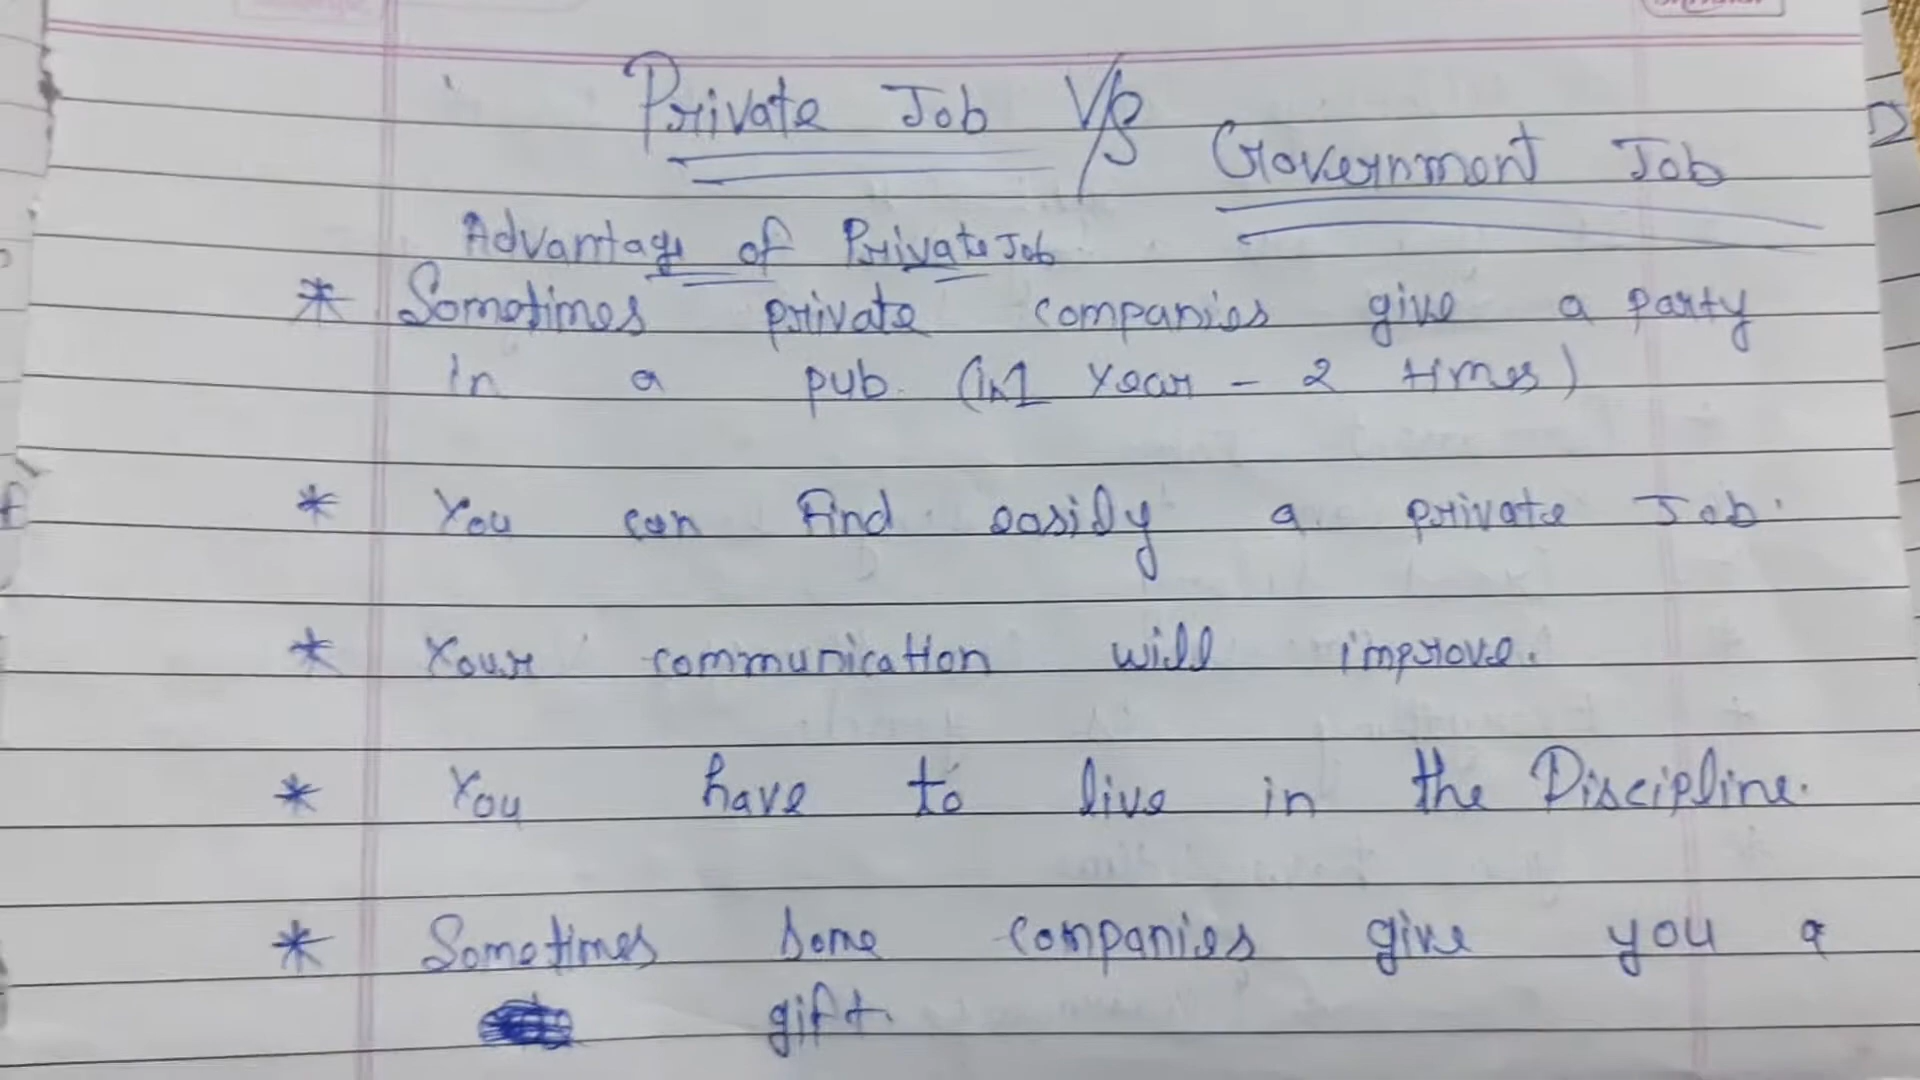 Private Job V/s
Government Job
Advantage of Private Job
* Sometimes private companies give a party
in a pub. (in 1 year - 2 times)
* You can find easily a private Job.
* Your communication will improve.
* You have to live in the Discipline.
* Sometimes some companies give you a
gift.